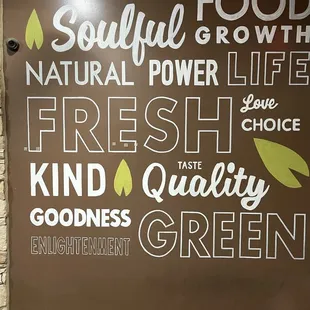 FOOD
Soulful GROWTH
NATURAL POWER LIFE
FRESH Love
CHOICE
TASTE
KIND Quality
GOODNESS GREEN
ENLIGHTENMENT